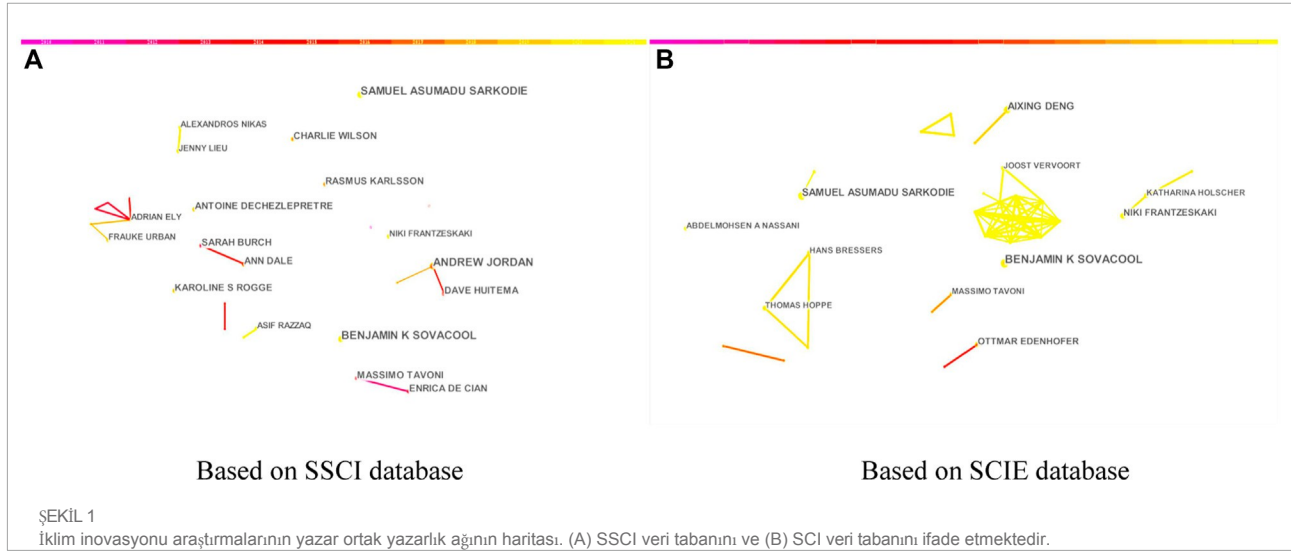 A
SAMUEL ASUMADU SARKODIE
ALEXANDROS NIKAS
CHARLIE WILSON
JENNY LIEU
RASMUS KARLSSON
ANTOINE DECHEZLEPRETRE
ADRIAN ELY
FRAUKE URBAN
NIKI FRANTZESKAKI
SARAH BURCH
ANN DALE
ANDREW JORDAN
KAROLINE S ROGGE
DAVE HUITEMA
ASIF RAZZAQ
BENJAMIN K SOVACOOL
MASSIMO TAVONI
ENRICA DE CIAN
Based on SSCI database
B
AIXING DENG
JOOST VERVOORT
SAMUEL ASUMADU SARKODIE
KATHARINA HOLSCHER
NIKI FRANTZESKAKI
ABDELMOHSEN A NASSANI
HANS BRESSERS
BENJAMIN K SOVACOOL
MASSIMO TAVONI
THOMAS HOPPE
OTTMAR EDENHOFER
Based on SCIE database
ŞEKİL 1
İklim inovasyonu araştırmalarının yazar ortak yazarlık ağının haritası. (A) SSCI veri tabanını ve (B) SCI veri tabanını ifade etmektedir.